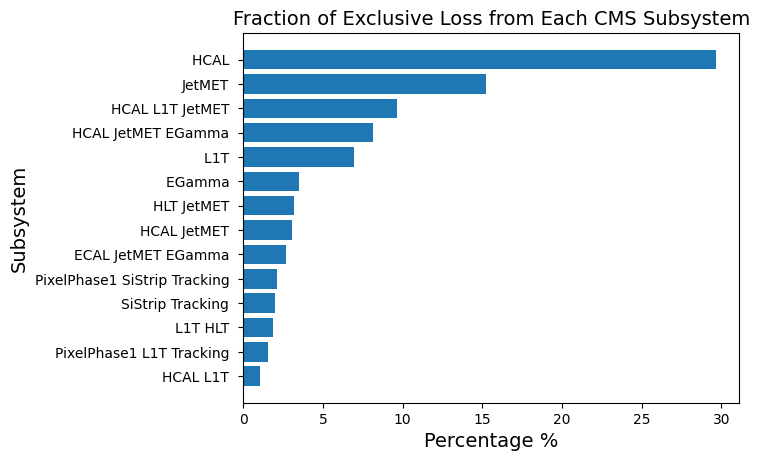 Fraction of Exclusive Loss from Each CMS Subsystem
Subsystem
HCAL
JetMET
HCAL L1T JetMET
HCAL JetMET EGamma
L1T
EGamma
HLT JetMET
HCAL JetMET
ECAL JetMET EGamma
PixelPhase1 SiStrip Tracking
SiStrip Tracking
L1T HLT
PixelPhase1 L1T Tracking
HCAL L1T
0 5 10 15 20 25 30
Percentage %